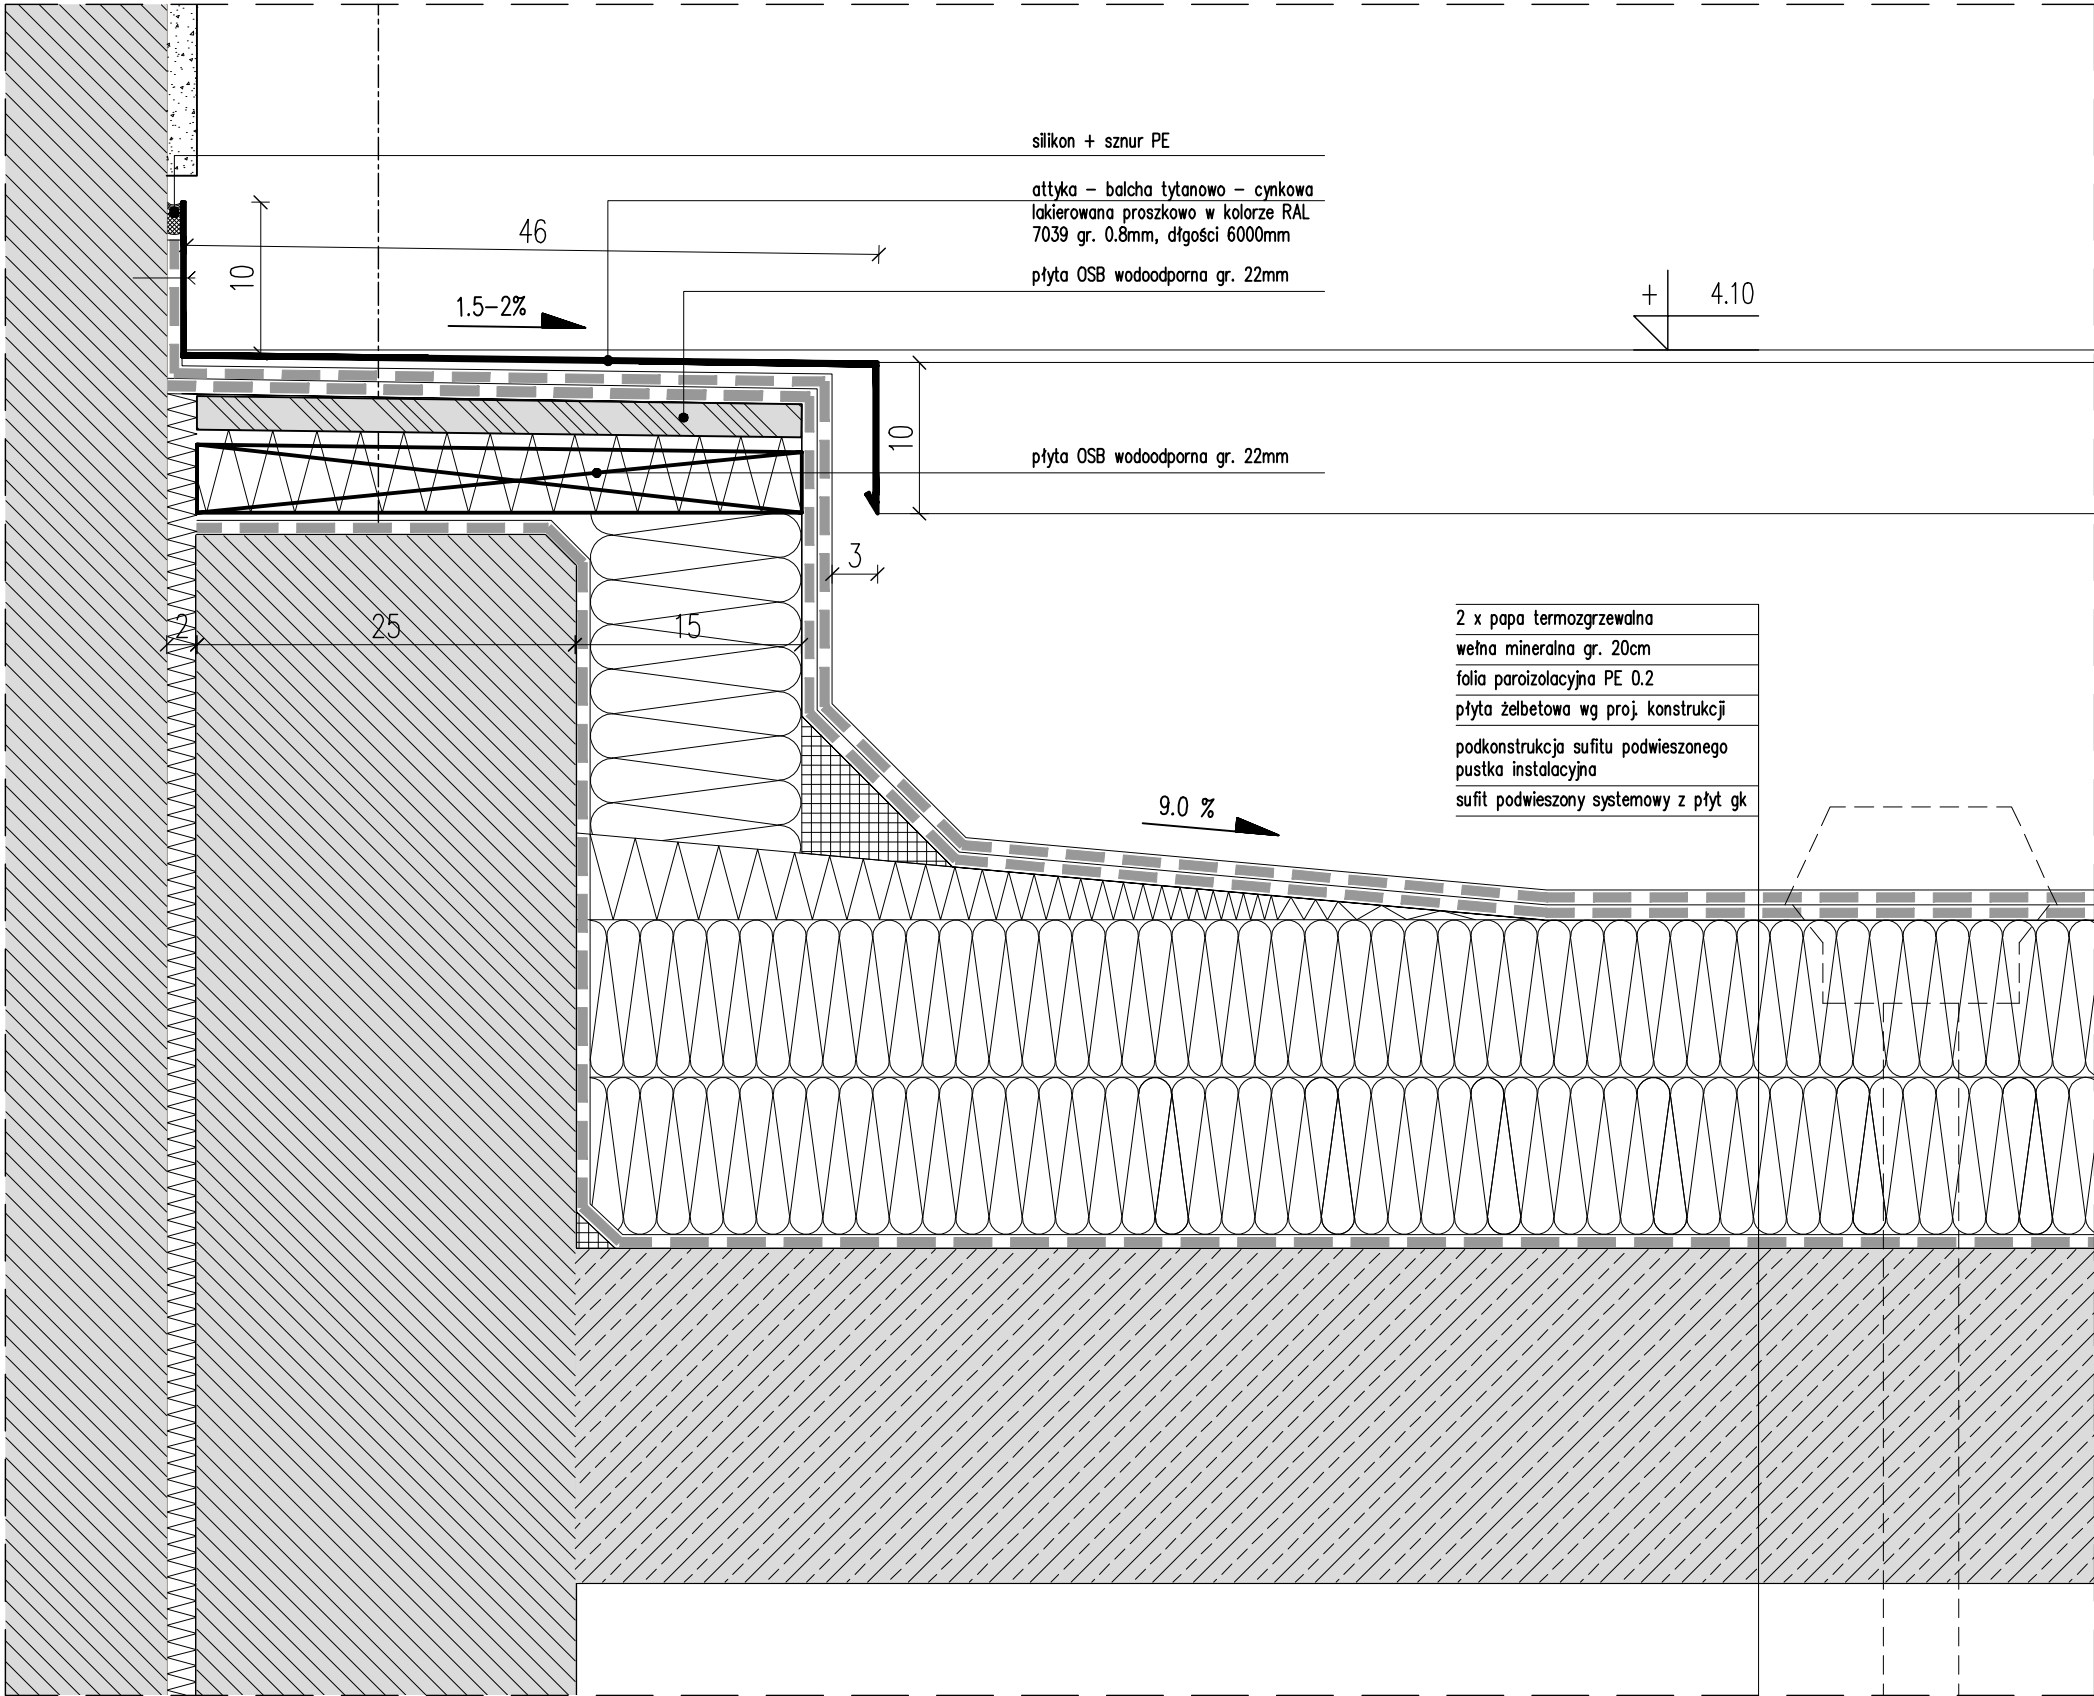 silikon + sznur PE
attyka – balcha tytanowo – cynkowa
lakierowana proszkowo w kolorze RAL
7039 gr. 0.8mm, dłgości 6000mm
46
10
płyta OSB wodoodporna gr. 22mm
1.5–2%
+ 4.10
10
płyta OSB wodoodporna gr. 22mm
3
2
25
15
2 x papa termozgrzewalna
wełna mineralna gr. 20cm
folia paroizolacyjna PE 0.2
płyta żelbetowa wg proj. konstrukcji
podkonstrukcja sufitu podwieszonego
pustka instalacyjna
sufit podwieszony systemowy z płyt gk
9.0 %